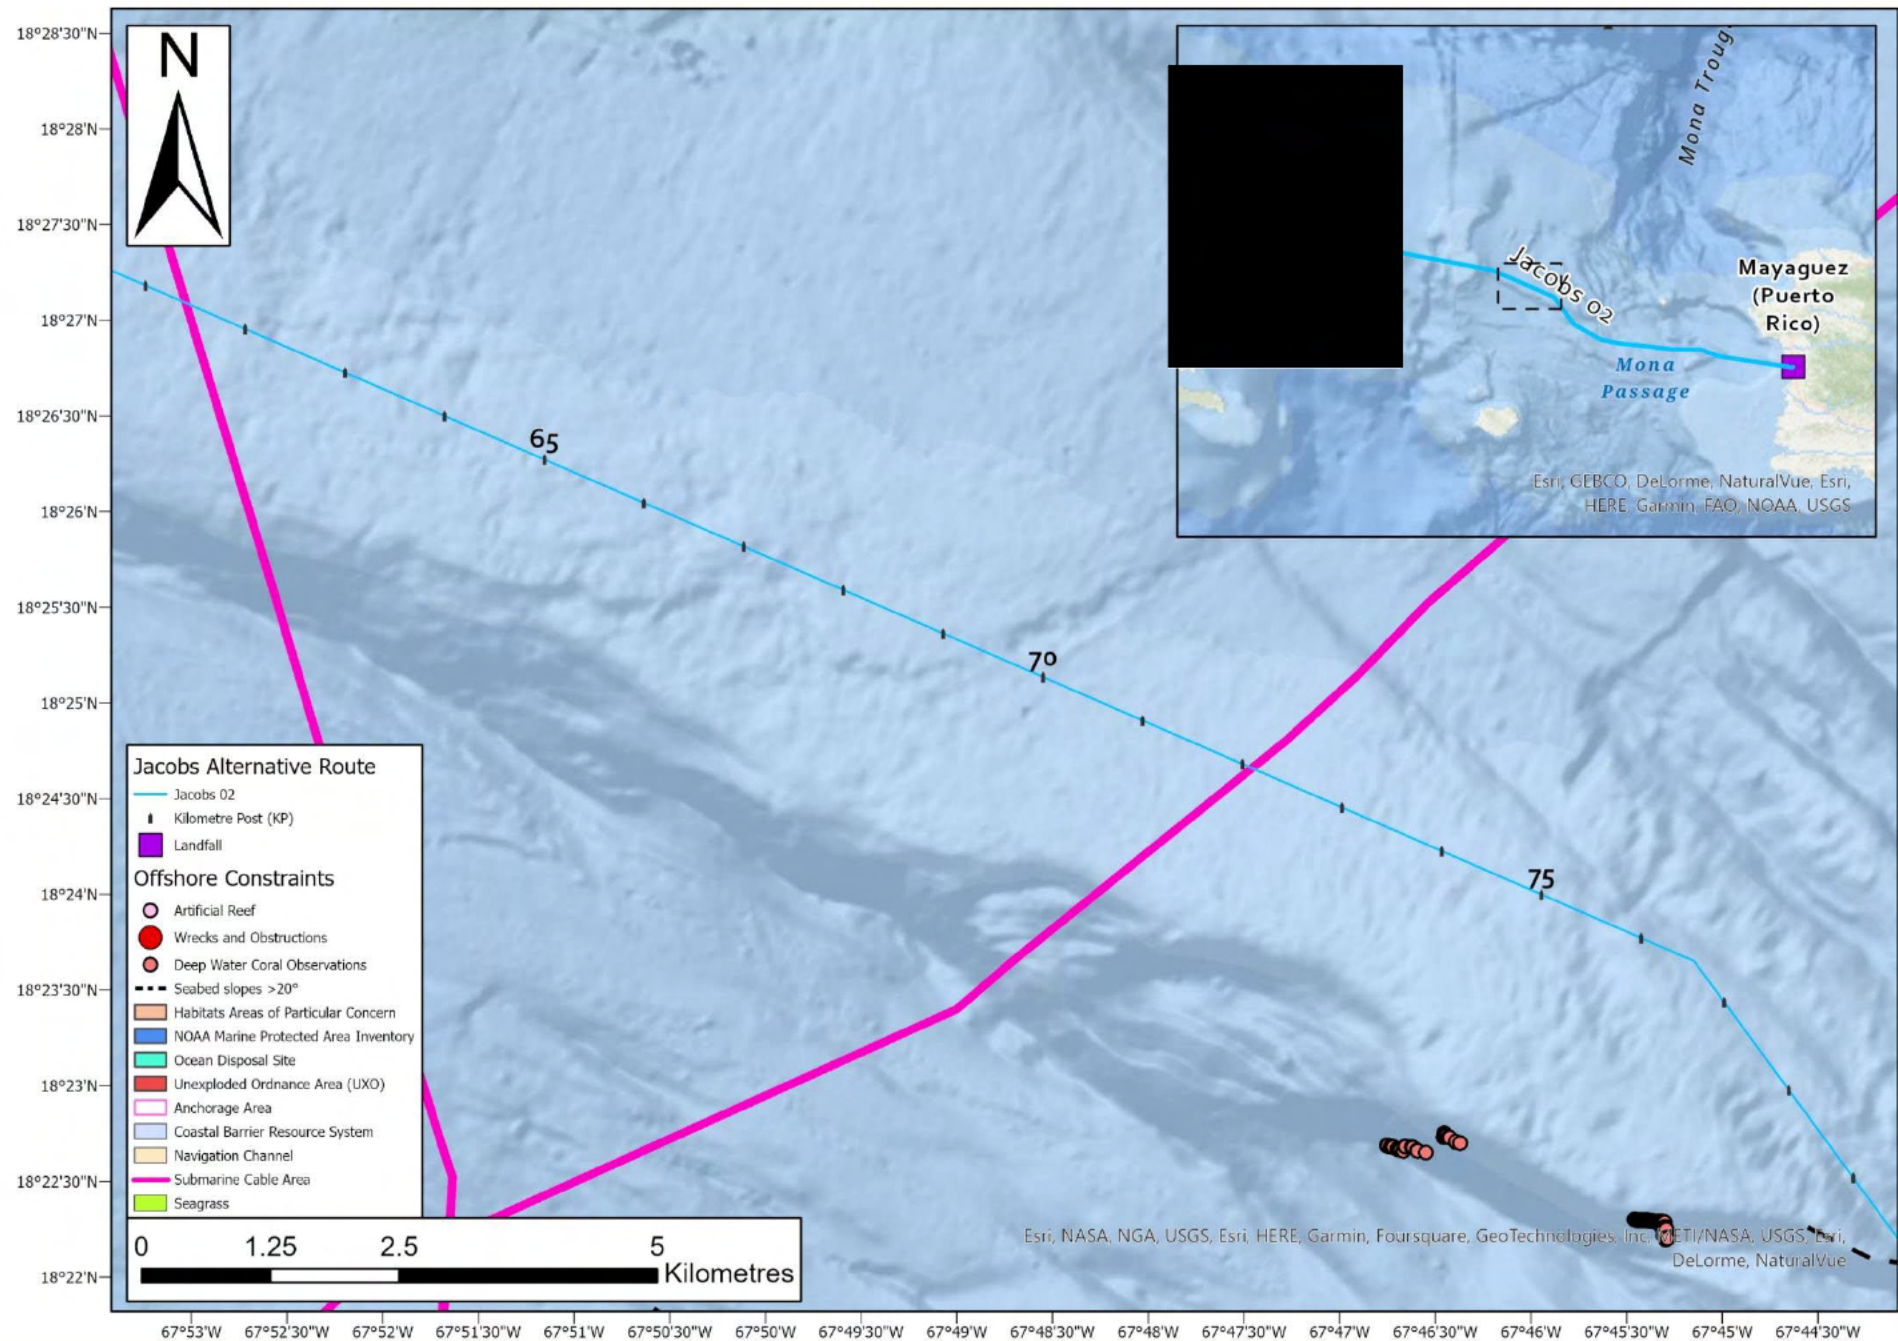 18°28'30"N
18°28'N
18°27'30"N
18°27'N
18°26'30"N
18°26'N
18°25'30"N
18°25'N
18°24'30"N
18°24'N
18°23'30"N
18°23'N
18°22'30"N
18°22'N
N
Mona Troug
Jacobs 02
Mayaguez
(Puerto
Rico)
Mona
Passage
Esri, GEBCO, DeLorme, NaturalVue, Esri,
HERE, Garmin, FAO, NOAA, USGS
65
70
75
Jacobs Alternative Route
Jacobs 02
Kilometre Post (KP)
Landfall
Offshore Constraints
Artificial Reef
Wrecks and Obstructions
Deep Water Coral Observations
Seabed slopes >20°
Habitats Areas of Particular Concern
NOAA Marine Protected Area Inventory
Ocean Disposal Site
Unexploded Ordnance Area (UXO)
Anchorage Area
Coastal Barrier Resource System
Navigation Channel
Submarine Cable Area
Seagrass
0 1.25 2.5 5
Kilometres
Esri, NASA, NGA, USGS, Esri, HERE, Garmin, Foursquare, GeoTechnologies, Inc, METI/NASA, USGS, Esri,
DeLorme, NaturalVue
67°53'W 67°52'30"W 67°52'W 67°51'30"W 67°51'W 67°50'30"W 67°50'W 67°49'30"W 67°49'W 67°48'30"W 67°48'W 67°47'30"W 67°47'W 67°46'30"W 67°46'W 67°45'30"W 67°45'W 67°44'30"W